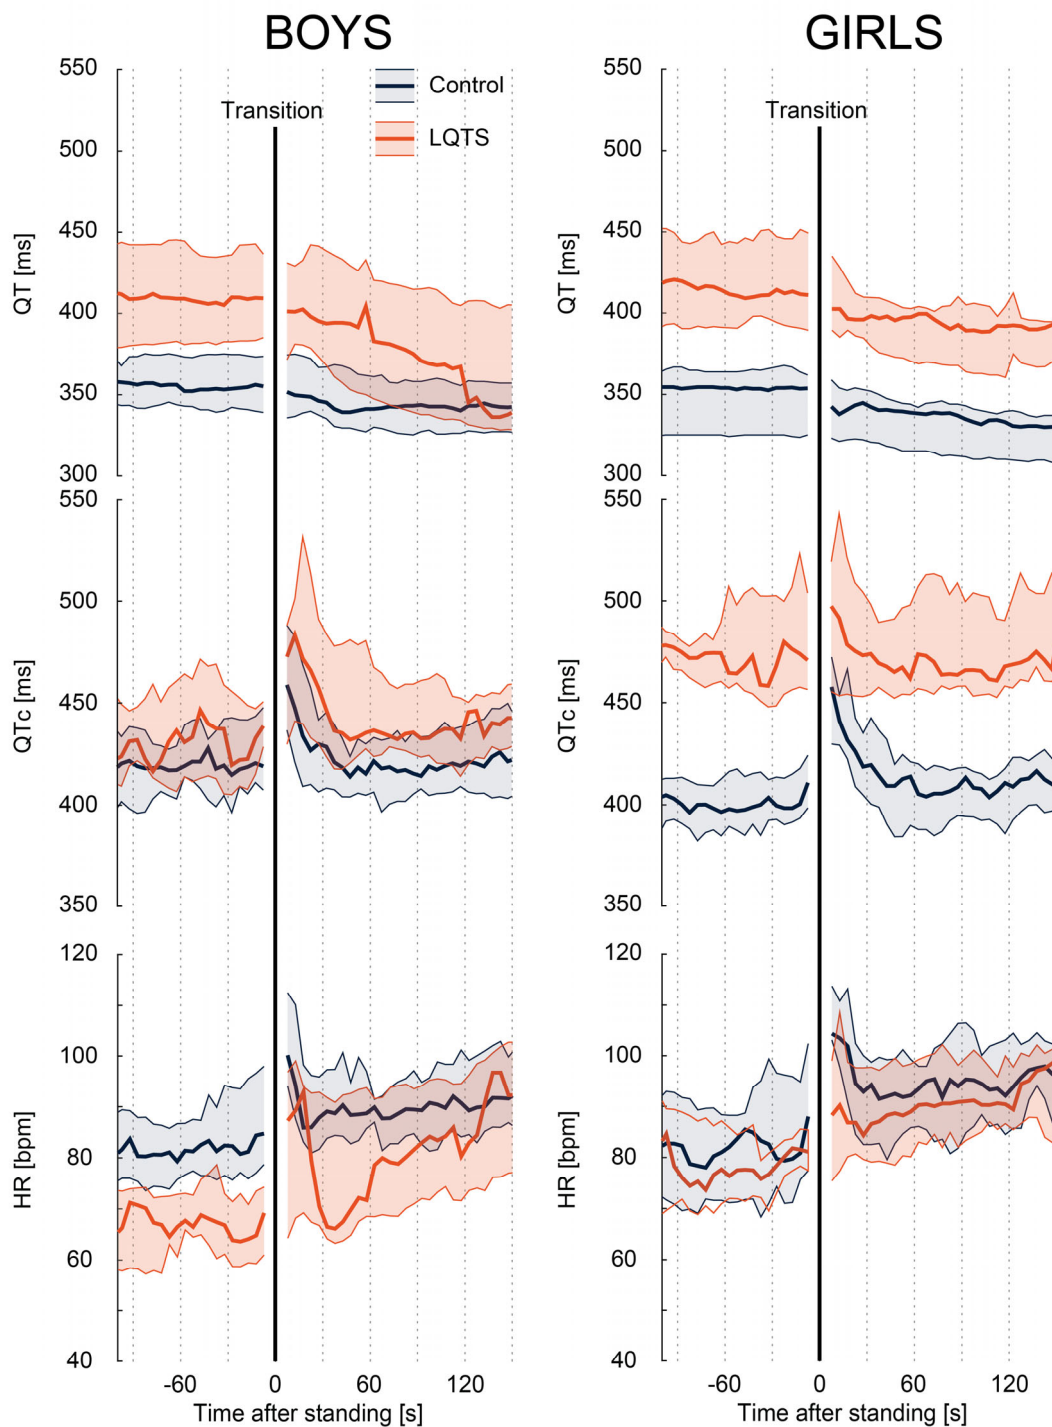 BOYS
GIRLS
550
500
450
400
350
300
QT [ms]
Transition
Control
LQTS
550
500
450
400
350
300
QT [ms]
Transition
550
500
450
400
350
QTc [ms]
550
500
450
400
350
QTc [ms]
120
100
80
60
40
HR [bpm]
-60
0
60
120
Time after standing [s]
120
100
80
60
40
HR [bpm]
-60
0
60
120
Time after standing [s]